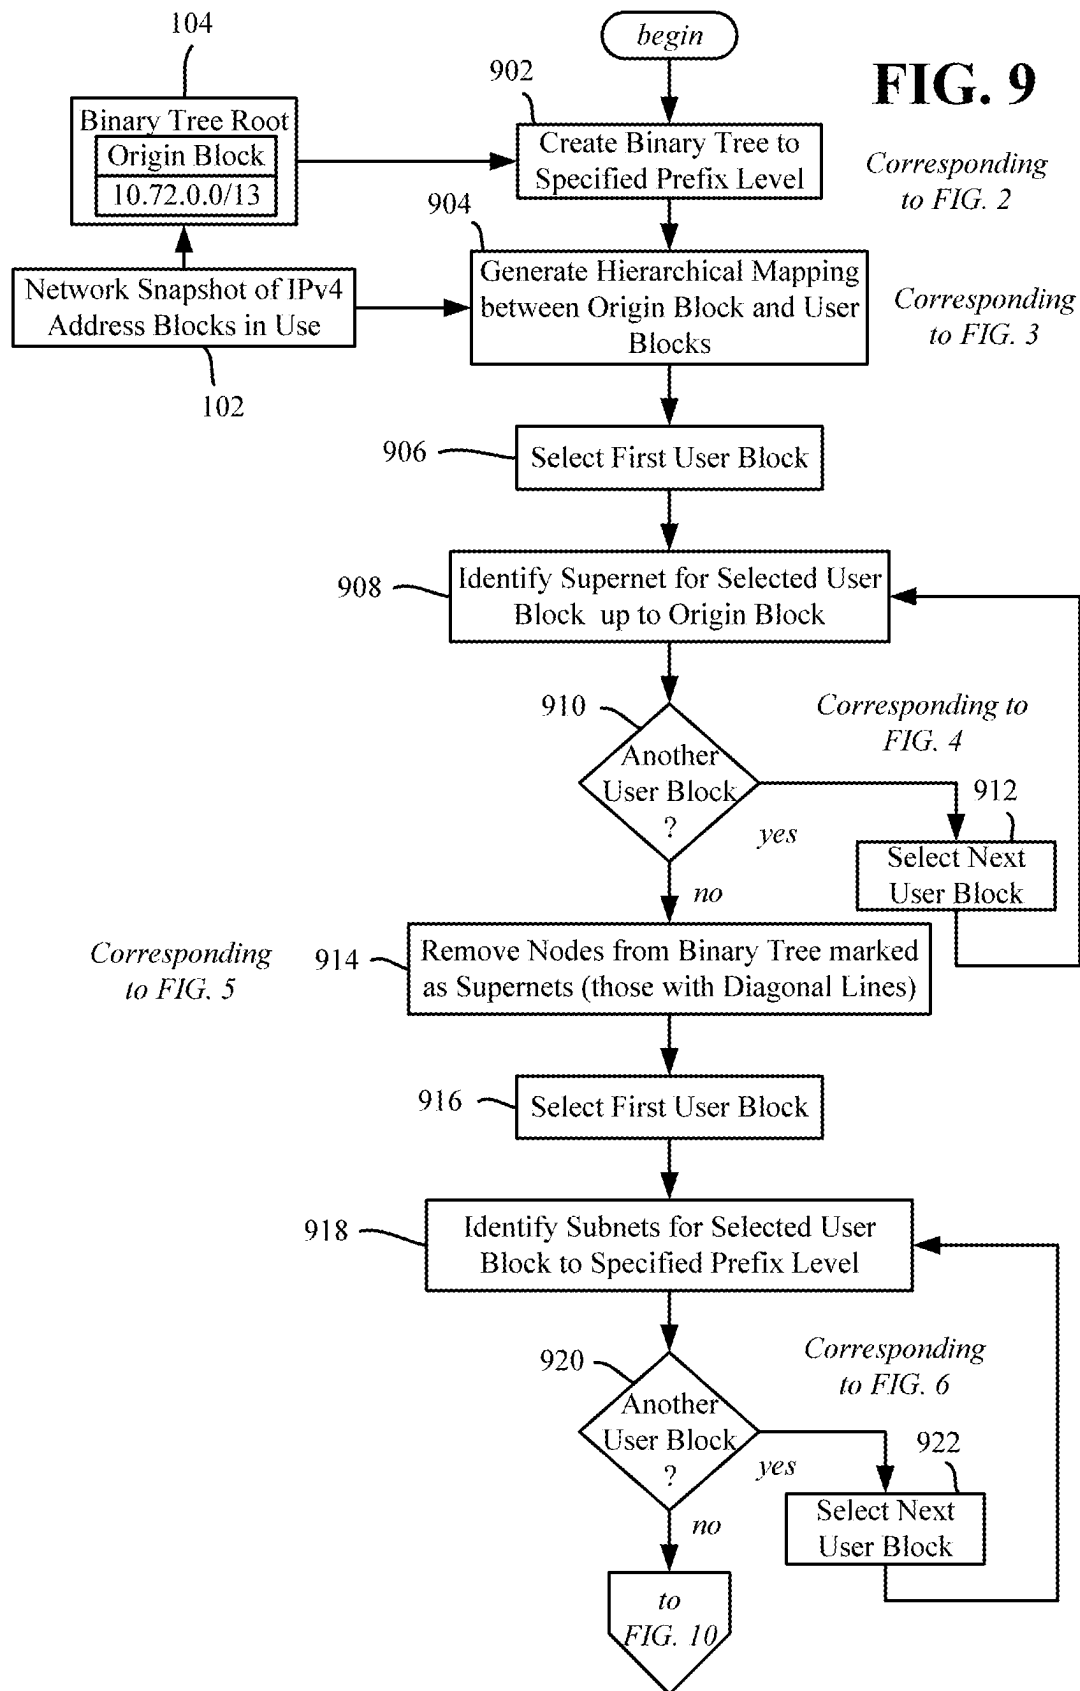 104
begin
902
FIG. 9
Binary Tree Root
Origin Block
10.72.0.0/13
Create Binary Tree to
Specified Prefix Level
Corresponding
to FIG. 2
904
Network Snapshot of IPv4
Address Blocks in Use
102
Generate Hierarchical Mapping
between Origin Block and User
Blocks
Corresponding
to FIG. 3
906
Select First User Block
908
Identify Supernet for Selected User
Block up to Origin Block
910
Another
User Block
?
Corresponding to
FIG. 4
yes
912
Select Next
User Block
no
Corresponding
to FIG. 5
914
Remove Nodes from Binary Tree marked
as Supernets (those with Diagonal Lines)
916
Select First User Block
918
Identify Subnets for Selected User
Block to Specified Prefix Level
920
Another
User Block
?
Corresponding
to FIG. 6
yes
922
Select Next
User Block
no
to
FIG. 10